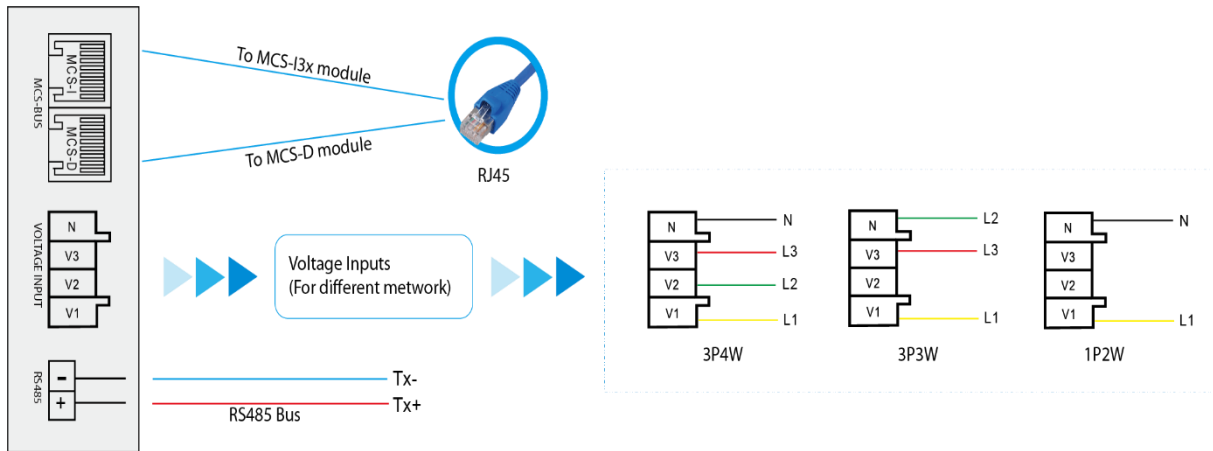 MCS-BUS
MCS-I
MCS-D
To MCS-I3x module
To MCS-D module
RJ45
VOLTAGE INPUT
N
V3
V2
V1
Voltage Inputs
(For different metwork)
N
V3
V2
V1
N
L3
L2
L1
3P4W
N
V3
V2
V1
L2
L3
L1
3P3W
N
V3
V2
V1
N
L1
1P2W
RS485
-
+
Tx-
Tx+
RS485 Bus